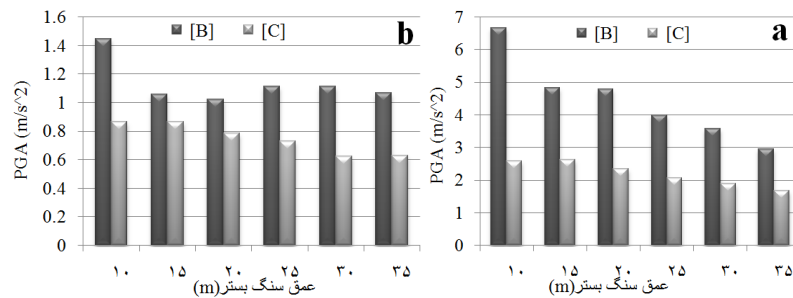 b
[B] [C]
PGA (m/s^2)
1.6
1.4
1.2
1
0.8
0.6
0.4
0.2
0
۱۰ ۱۵ ۲۰ ۲۵ ۳۰ ۳۵
عمق سنگ بستر(m)
a
[B] [C]
PGA (m/s^2)
7
6
5
4
3
2
1
0
۱۰ ۱۵ ۲۰ ۲۵ ۳۰ ۳۵
عمق سنگ بستر(m)